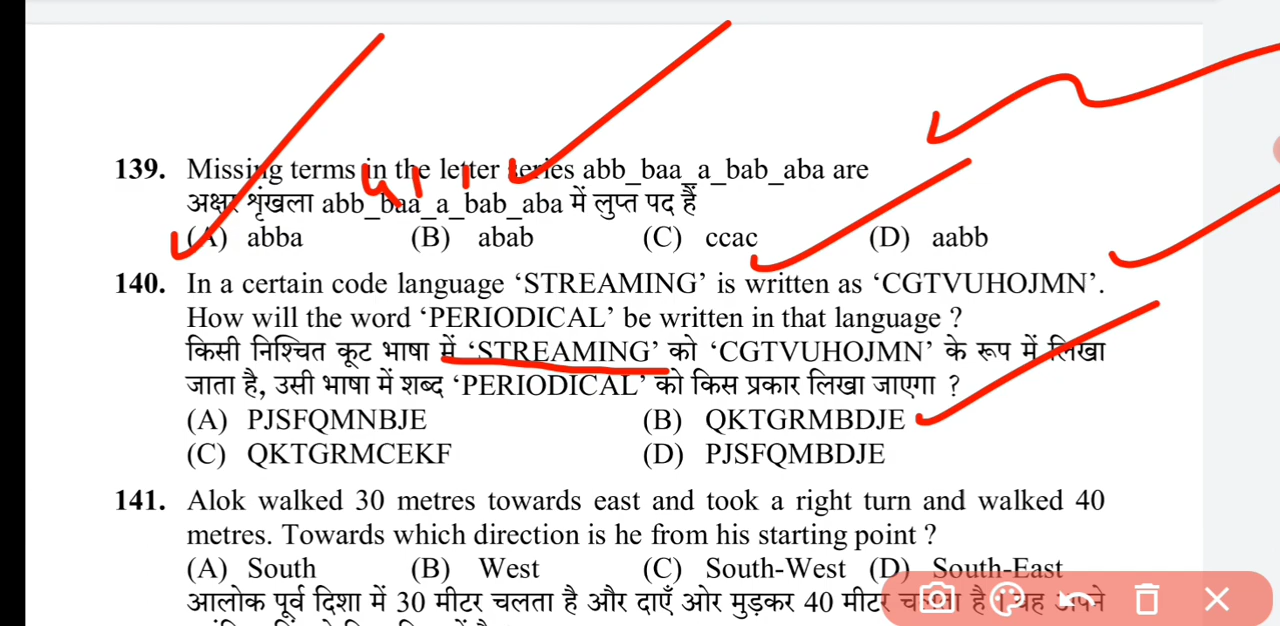 139. Missing terms in the letter series abb_baa_a_bab_aba are
अक्षर शृंखला abb_baa_a_bab_aba में लुप्त पद हैं
(A) abba (B) abab (C) ccac (D) aabb
140. In a certain code language ‘STREAMING’ is written as ‘CGTVUHOJMN’.
How will the word ‘PERIODICAL’ be written in that language ?
किसी निश्चित कूट भाषा में ‘STREAMING’ को ‘CGTVUHOJMN’ के रूप में लिखा
जाता है, उसी भाषा में शब्द ‘PERIODICAL’ को किस प्रकार लिखा जाएगा ?
(A) PJSFQMNBJE (B) QKTGRMBDJE
(C) QKTGRMCEKF (D) PJSFQMBDJE
141. Alok walked 30 metres towards east and took a right turn and walked 40
metres. Towards which direction is he from his starting point ?
(A) South (B) West (C) South-West (D) South-East
आलोक पूर्व दिशा में 30 मीटर चलता है और दाएँ ओर मुड़कर 40 मीटर चलता है । वह अपने